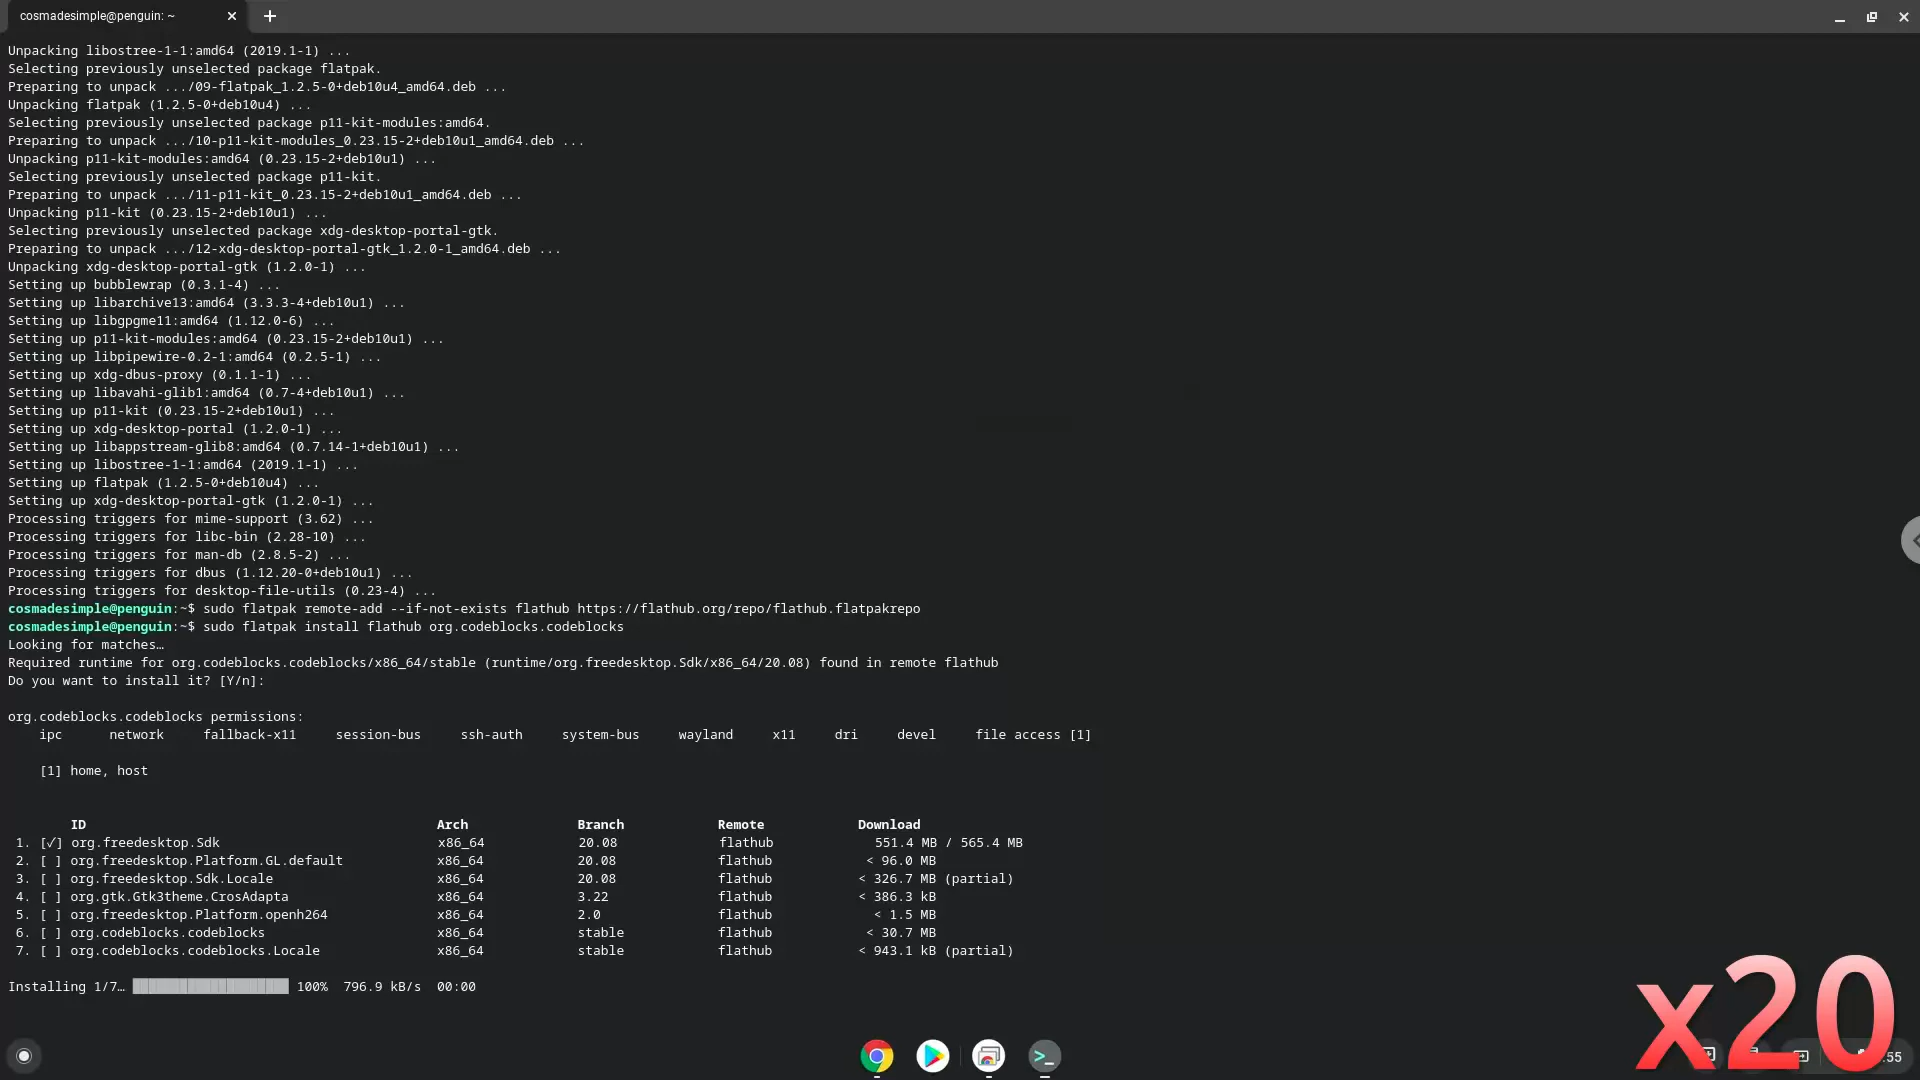 cosmadesimple@penguin: ~
Unpacking libostree-1-1:amd64 (2019.1-1) ...
Selecting previously unselected package flatpak.
Preparing to unpack .../09-flatpak_1.2.5-0+deb10u4_amd64.deb ...
Unpacking flatpak (1.2.5-0+deb10u4) ...
Selecting previously unselected package p11-kit-modules:amd64.
Preparing to unpack .../10-p11-kit-modules_0.23.15-2+deb10u1_amd64.deb ...
Unpacking p11-kit-modules:amd64 (0.23.15-2+deb10u1) ...
Selecting previously unselected package p11-kit.
Preparing to unpack .../11-p11-kit_0.23.15-2+deb10u1_amd64.deb ...
Unpacking p11-kit (0.23.15-2+deb10u1) ...
Selecting previously unselected package xdg-desktop-portal-gtk.
Preparing to unpack .../12-xdg-desktop-portal-gtk_1.2.0-1_amd64.deb ...
Unpacking xdg-desktop-portal-gtk (1.2.0-1) ...
Setting up bubblewrap (0.3.1-4) ...
Setting up libarchive13:amd64 (3.3.3-4+deb10u1) ...
Setting up libgpgme11:amd64 (1.12.0-6) ...
Setting up p11-kit-modules:amd64 (0.23.15-2+deb10u1) ...
Setting up libpipewire-0.2-1:amd64 (0.2.5-1) ...
Setting up xdg-dbus-proxy (0.1.1-1) ...
Setting up libavahi-glib1:amd64 (0.7-4+deb10u1) ...
Setting up p11-kit (0.23.15-2+deb10u1) ...
Setting up xdg-desktop-portal (1.2.0-1) ...
Setting up libappstream-glib8:amd64 (0.7.14-1+deb10u1) ...
Setting up libostree-1-1:amd64 (2019.1-1) ...
Setting up flatpak (1.2.5-0+deb10u4) ...
Setting up xdg-desktop-portal-gtk (1.2.0-1) ...
Processing triggers for mime-support (3.62) ...
Processing triggers for libc-bin (2.28-10) ...
Processing triggers for man-db (2.8.5-2) ...
Processing triggers for dbus (1.12.20-0+deb10u1) ...
Processing triggers for desktop-file-utils (0.23-4) ...
cosmadesimple@penguin:~$ sudo flatpak remote-add --if-not-exists flathub https://flathub.org/repo/flathub.flatpakrepo
cosmadesimple@penguin:~$ sudo flatpak install flathub org.codeblocks.codeblocks
Looking for matches…
Required runtime for org.codeblocks.codeblocks/x86_64/stable (runtime/org.freedesktop.Sdk/x86_64/20.08) found in remote flathub
Do you want to install it? [Y/n]:
org.codeblocks.codeblocks permissions:
ipc network fallback-x11 session-bus ssh-auth system-bus wayland x11 dri devel file access [1]
[1] home, host
ID Arch Branch Remote Download
1. [✓] org.freedesktop.Sdk x86_64 20.08 flathub 551.4 MB / 565.4 MB
2. [ ] org.freedesktop.Platform.GL.default x86_64 20.08 flathub < 96.0 MB
3. [ ] org.freedesktop.Sdk.Locale x86_64 20.08 flathub < 326.7 MB (partial)
4. [ ] org.gtk.Gtk3theme.CrosAdapta x86_64 3.22 flathub < 386.3 kB
5. [ ] org.freedesktop.Platform.openh264 x86_64 2.0 flathub < 1.5 MB
6. [ ] org.codeblocks.codeblocks x86_64 stable flathub < 30.7 MB
7. [ ] org.codeblocks.codeblocks.Locale x86_64 stable flathub < 943.1 kB (partial)
Installing 1/7… 100% 796.9 kB/s 00:00
x20